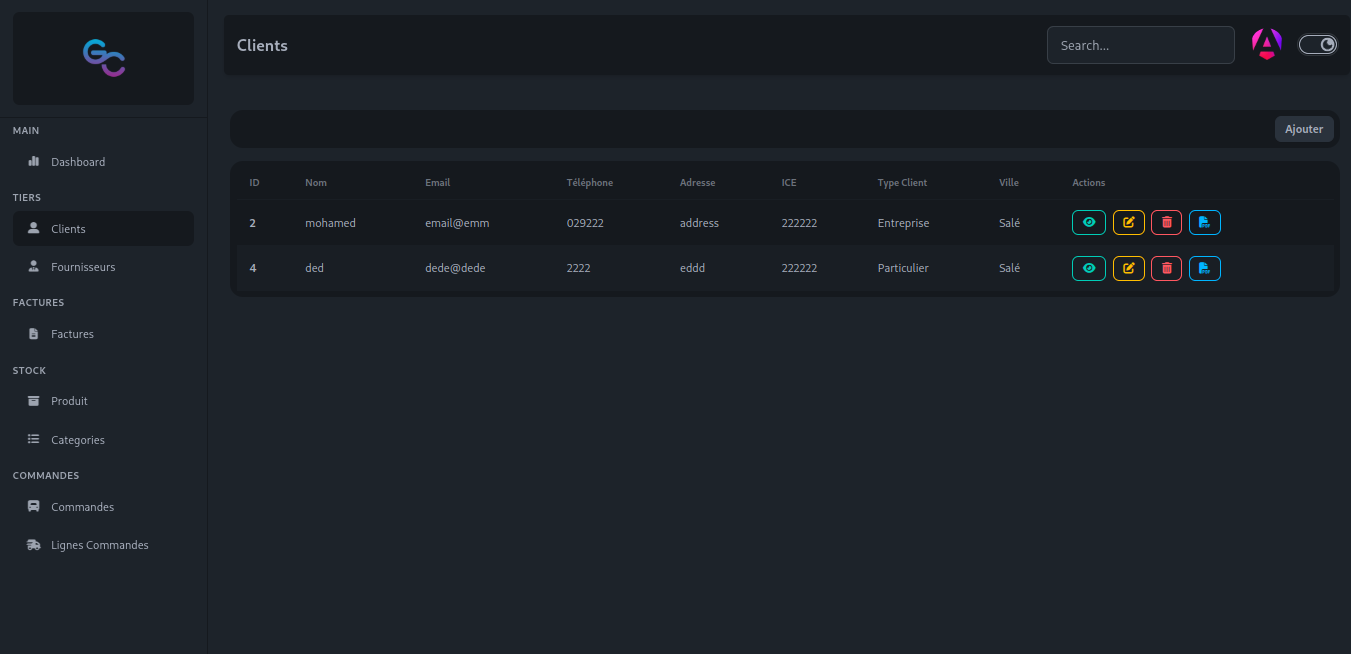 GC
Clients
Search...
MAIN
Dashboard
TIERS
Clients
Fournisseurs
FACTURES
Factures
STOCK
Produit
Categories
COMMANDES
Commandes
Lignes Commandes
Ajouter
ID Nom Email Téléphone Adresse ICE Type Client Ville Actions
2 mohamed email@emm 029222 address 222222 Entreprise Salé
4 ded dede@dede 2222 eddd 222222 Particulier Salé